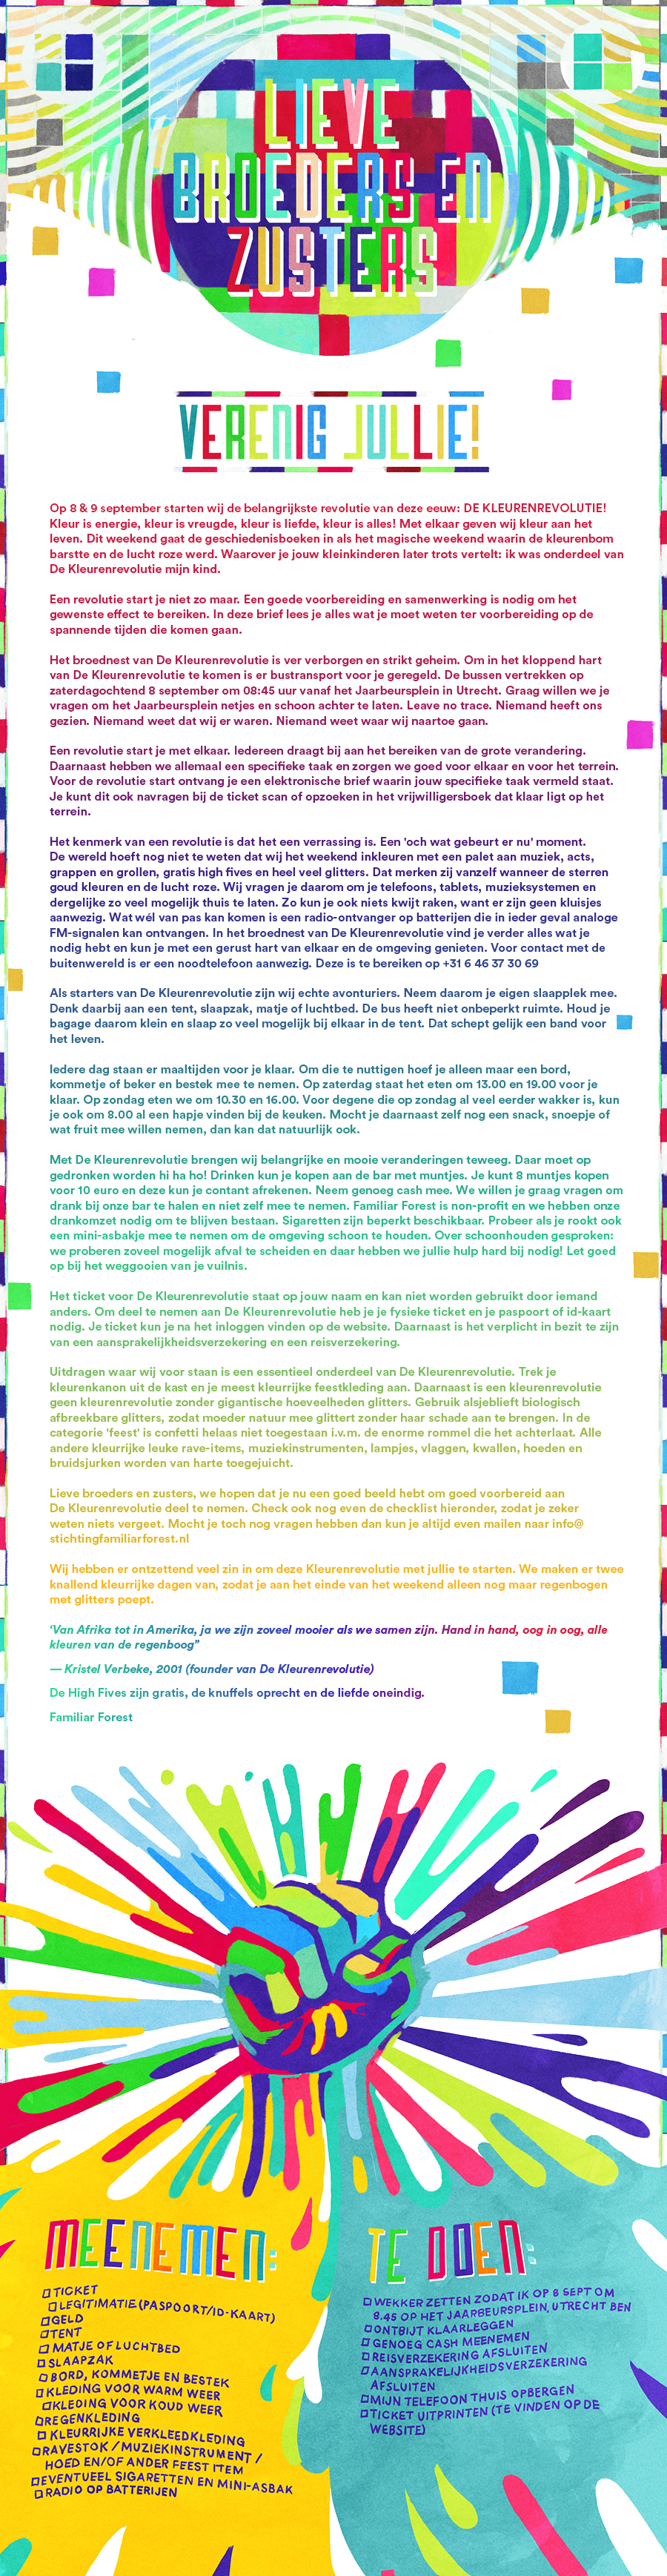 LIEVE
BROEDERS EN
ZUSTERS
VERENIG JULLIE!
Op 8 & 9 september starten wij de belangrijkste revolutie van deze eeuw: DE KLEURENREVOLUTIE!
Kleur is energie, kleur is vreugde, kleur is liefde, kleur is alles! Met elkaar geven wij kleur aan het
leven. Dit weekend gaat de geschiedenisboeken in als het magische weekend waarin de kleurenbom
barstte en de lucht roze werd. Waarover je jouw kleinkinderen later trots vertelt: ik was onderdeel van
De Kleurenrevolutie mijn kind.
Een revolutie start je niet zo maar. Een goede voorbereiding en samenwerking is nodig om het
gewenste effect te bereiken. In deze brief lees je alles wat je moet weten ter voorbereiding op de
spannende tijden die komen gaan.
Het broednest van De Kleurenrevolutie is ver verborgen en strikt geheim. Om in het kloppend hart
van De Kleurenrevolutie te komen is er bustransport voor je geregeld. De bussen vertrekken op
zaterdagochtend 8 september om 08:45 uur vanaf het Jaarbeursplein in Utrecht. Graag willen we je
vragen om het Jaarbeursplein netjes en schoon achter te laten. Leave no trace. Niemand heeft ons
gezien. Niemand weet dat wij er waren. Niemand weet waar wij naartoe gaan.
Een revolutie start je met elkaar. Iedereen draagt bij aan het bereiken van de grote verandering.
Daarnaast hebben we allemaal een specifieke taak en zorgen we goed voor elkaar en voor het terrein.
Voor de revolutie start ontvang je een elektronische brief waarin jouw specifieke taak vermeld staat.
Je kunt dit ook navragen bij de ticket scan of opzoeken in het vrijwilligersboek dat klaar ligt op het
terrein.
Het kenmerk van een revolutie is dat het een verrassing is. Een 'och wat gebeurt er nu' moment.
De wereld hoeft nog niet te weten dat wij het weekend inkleuren met een palet aan muziek, acts,
grappen en grollen, gratis high fives en heel veel glitters. Dat merken zij vanzelf wanneer de sterren
goud kleuren en de lucht roze. Wij vragen je daarom om je telefoons, tablets, muzieksystemen en
dergelijke zo veel mogelijk thuis te laten. Zo kun je ook niets kwijt raken, want er zijn geen kluisjes
aanwezig. Wat wél van pas kan komen is een radio-ontvanger op batterijen die in ieder geval analoge
FM-signalen kan ontvangen. In het broednest van De Kleurenrevolutie vind je verder alles wat je
nodig hebt en kun je met een gerust hart van elkaar en de omgeving genieten. Voor contact met de
buitenwereld is er een noodtelefoon aanwezig. Deze is te bereiken op +31 6 46 37 30 69
Als starters van De Kleurenrevolutie zijn wij echte avonturiers. Neem daarom je eigen slaapplek mee.
Denk daarbij aan een tent, slaapzak, matje of luchtbed. De bus heeft niet onbeperkt ruimte. Houd je
bagage daarom klein en slaap zo veel mogelijk bij elkaar in de tent. Dat schept gelijk een band voor
het leven.
Iedere dag staan er maaltijden voor je klaar. Om die te nuttigen hoef je alleen maar een bord,
kommetje of beker en bestek mee te nemen. Op zaterdag staat het eten om 13.00 en 19.00 voor je
klaar. Op zondag eten we om 10.30 en 16.00. Voor degene die op zondag al veel eerder wakker is, kun
je ook om 8.00 al een hapje vinden bij de keuken. Mocht je daarnaast zelf nog een snack, snoepje of
wat fruit mee willen nemen, dan kan dat natuurlijk ook.
Met De Kleurenrevolutie brengen wij belangrijke en mooie veranderingen teweeg. Daar moet op
gedronken worden hi ha ho! Drinken kun je kopen aan de bar met muntjes. Je kunt 8 muntjes kopen
voor 10 euro en deze kun je contant afrekenen. Neem genoeg cash mee. We willen je graag vragen om
drank bij onze bar te halen en niet zelf mee te nemen. Familiar Forest is non-profit en we hebben onze
drankomzet nodig om te blijven bestaan. Sigaretten zijn beperkt beschikbaar. Probeer als je rookt ook
een mini-asbakje mee te nemen om de omgeving schoon te houden. Over schoonhouden gesproken:
we proberen zoveel mogelijk afval te scheiden en daar hebben we jullie hulp hard bij nodig! Let goed
op bij het weggooien van je vuilnis.
Het ticket voor De Kleurenrevolutie staat op jouw naam en kan niet worden gebruikt door iemand
anders. Om deel te nemen aan De Kleurenrevolutie heb je je fysieke ticket en je paspoort of id-kaart
nodig. Je ticket kun je na het inloggen vinden op de website. Daarnaast is het verplicht in bezit te zijn
van een aansprakelijkheidsverzekering en een reisverzekering.
Uitdragen waar wij voor staan is een essentieel onderdeel van De Kleurenrevolutie. Trek je
kleurenkanon uit de kast en je meest kleurrijke feestkleding aan. Daarnaast is een kleurenrevolutie
geen kleurenrevolutie zonder gigantische hoeveelheden glitters. Gebruik alsjeblieft biologisch
afbreekbare glitters, zodat moeder natuur mee glittert zonder haar schade aan te brengen. In de
categorie 'feest' is confetti helaas niet toegestaan i.v.m. de enorme rommel die het achterlaat. Alle
andere kleurrijke leuke rave-items, muziekinstrumenten, lampjes, vlaggen, kwallen, hoeden en
bruidsjurken worden van harte toegejuicht.
Lieve broeders en zusters, we hopen dat je nu een goed beeld hebt om goed voorbereid aan
De Kleurenrevolutie deel te nemen. Check ook nog even de checklist hieronder, zodat je zeker
weten niets vergeet. Mocht je toch nog vragen hebben dan kun je altijd even mailen naar info@
stichtingfamiliarforest.nl
Wij hebben er ontzettend veel zin in om deze Kleurenrevolutie met jullie te starten. We maken er twee
knallend kleurrijke dagen van, zodat je aan het einde van het weekend alleen nog maar regenbogen
met glitters poept.
‘Van Afrika tot in Amerika, ja we zijn zoveel mooier als we samen zijn. Hand in hand, oog in oog, alle
kleuren van de regenboog”
— Kristel Verbeke, 2001 (founder van De Kleurenrevolutie)
De High Fives zijn gratis, de knuffels oprecht en de liefde oneindig.
Familiar Forest
MEENEMEN:
TICKET
LEGITIMATIE (PASPOORT/ID-KAART)
GELD
TENT
MATJE OF LUCHTBED
SLAAPZAK
BORD, KOMMETJE EN BESTEK
KLEDING VOOR WARM WEER
KLEDING VOOR KOUD WEER
REGENKLEDING
KLEURRIJKE VERKLEEDKLEDING
RAVESTOK / MUZIEKINSTRUMENT /
HOED EN/OF ANDER FEEST ITEM
EVENTUEEL SIGARETTEN EN MINI-ASBAK
RADIO OP BATTERIJEN
TE DOEN:
WEKKER ZETTEN ZODAT IK OP 8 SEPT OM
8.45 OP HET JAARBEURSPLEIN, UTRECHT BEN
ONTBIJT KLAARLEGGEN
GENOEG CASH MEENEMEN
REISVERZEKERING AFSLUITEN
AANSPRAKELIJKHEIDSVERZEKERING
AFSLUITEN
MIJN TELEFOON THUIS OPBERGEN
TICKET UITPRINTEN (TE VINDEN OP DE
WEBSITE)